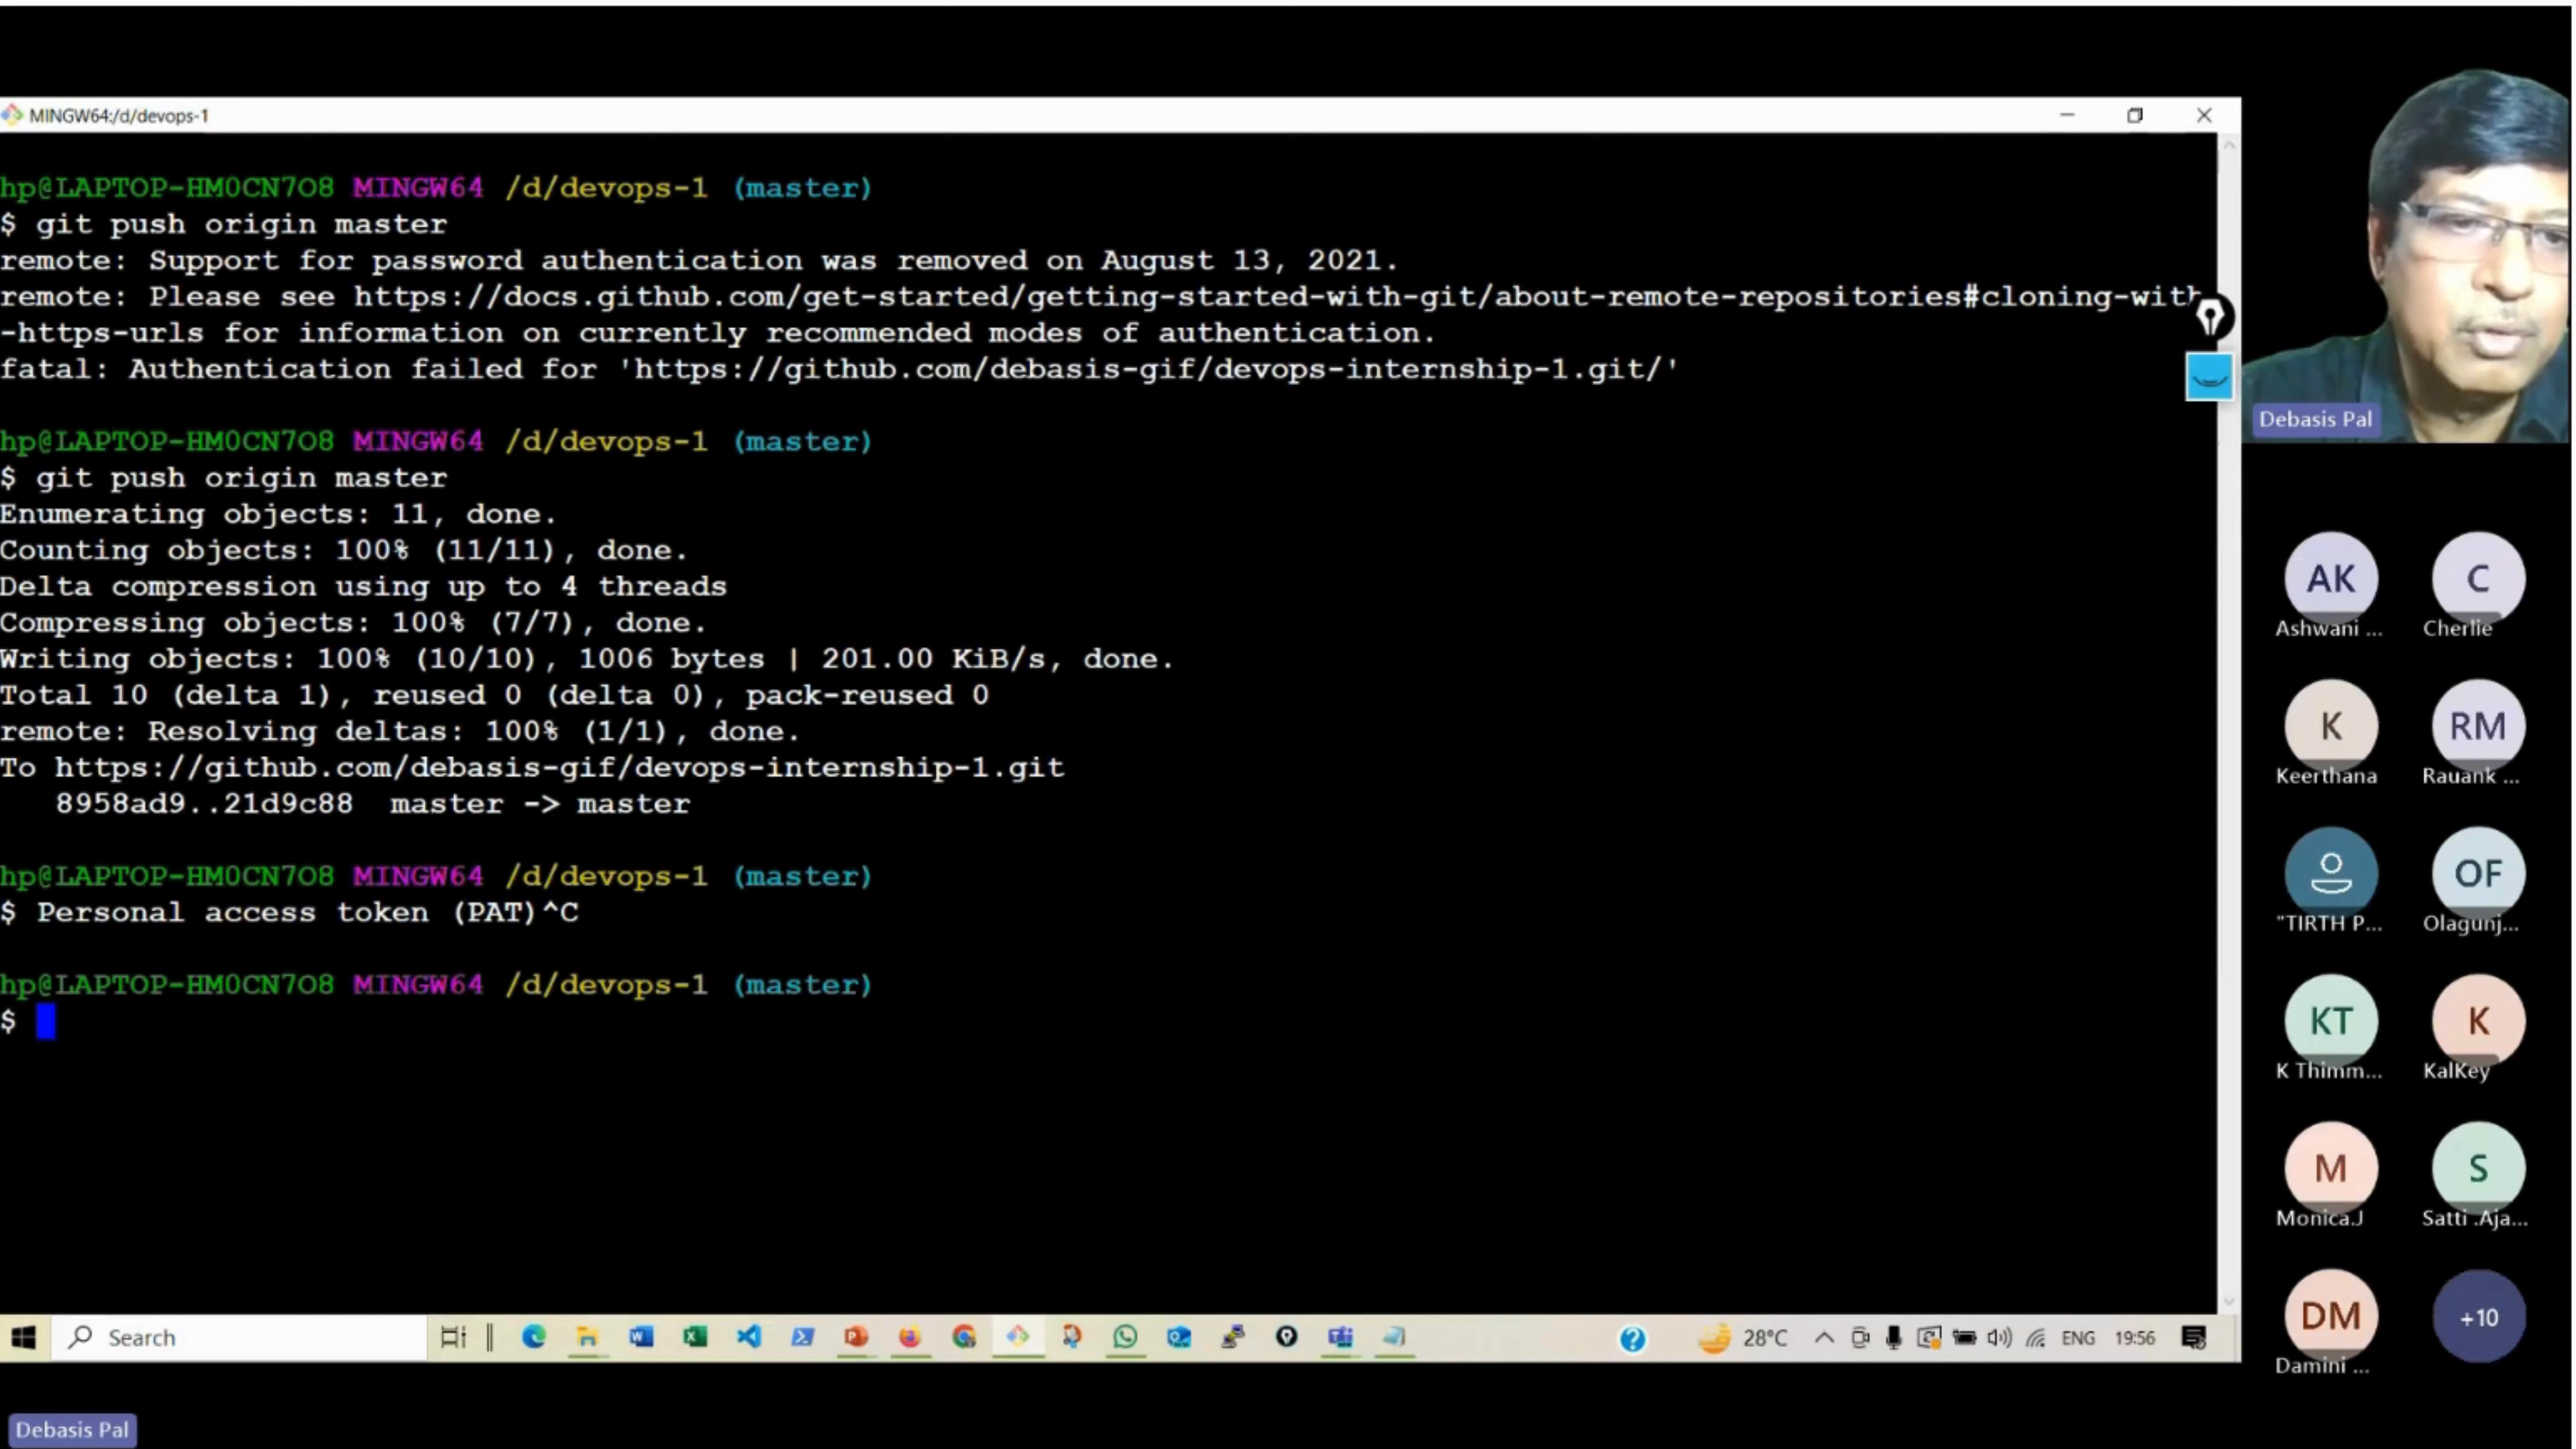 MINGW64:/d/devops-1
hp@LAPTOP-HM0CN7O8 MINGW64 /d/devops-1 (master)
$ git push origin master
remote: Support for password authentication was removed on August 13, 2021.
remote: Please see https://docs.github.com/get-started/getting-started-with-git/about-remote-repositories#cloning-with
-https-urls for information on currently recommended modes of authentication.
fatal: Authentication failed for 'https://github.com/debasis-gif/devops-internship-1.git/'
hp@LAPTOP-HM0CN7O8 MINGW64 /d/devops-1 (master)
$ git push origin master
Enumerating objects: 11, done.
Counting objects: 100% (11/11), done.
Delta compression using up to 4 threads
Compressing objects: 100% (7/7), done.
Writing objects: 100% (10/10), 1006 bytes | 201.00 KiB/s, done.
Total 10 (delta 1), reused 0 (delta 0), pack-reused 0
remote: Resolving deltas: 100% (1/1), done.
To https://github.com/debasis-gif/devops-internship-1.git
8958ad9..21d9c88 master -> master
hp@LAPTOP-HM0CN7O8 MINGW64 /d/devops-1 (master)
$ Personal access token (PAT)^C
hp@LAPTOP-HM0CN7O8 MINGW64 /d/devops-1 (master)
$
Search
28°C
ENG
19:56
Debasis Pal
Debasis Pal
AK
C
Ashwani ...
Cherlie
K
RM
Keerthana
Rauank ...
OF
"TIRTH P...
Olagunj...
KT
K
K Thimm...
KalKey
M
S
Monica.J
Satti .Aja...
DM
+10
Damini ...